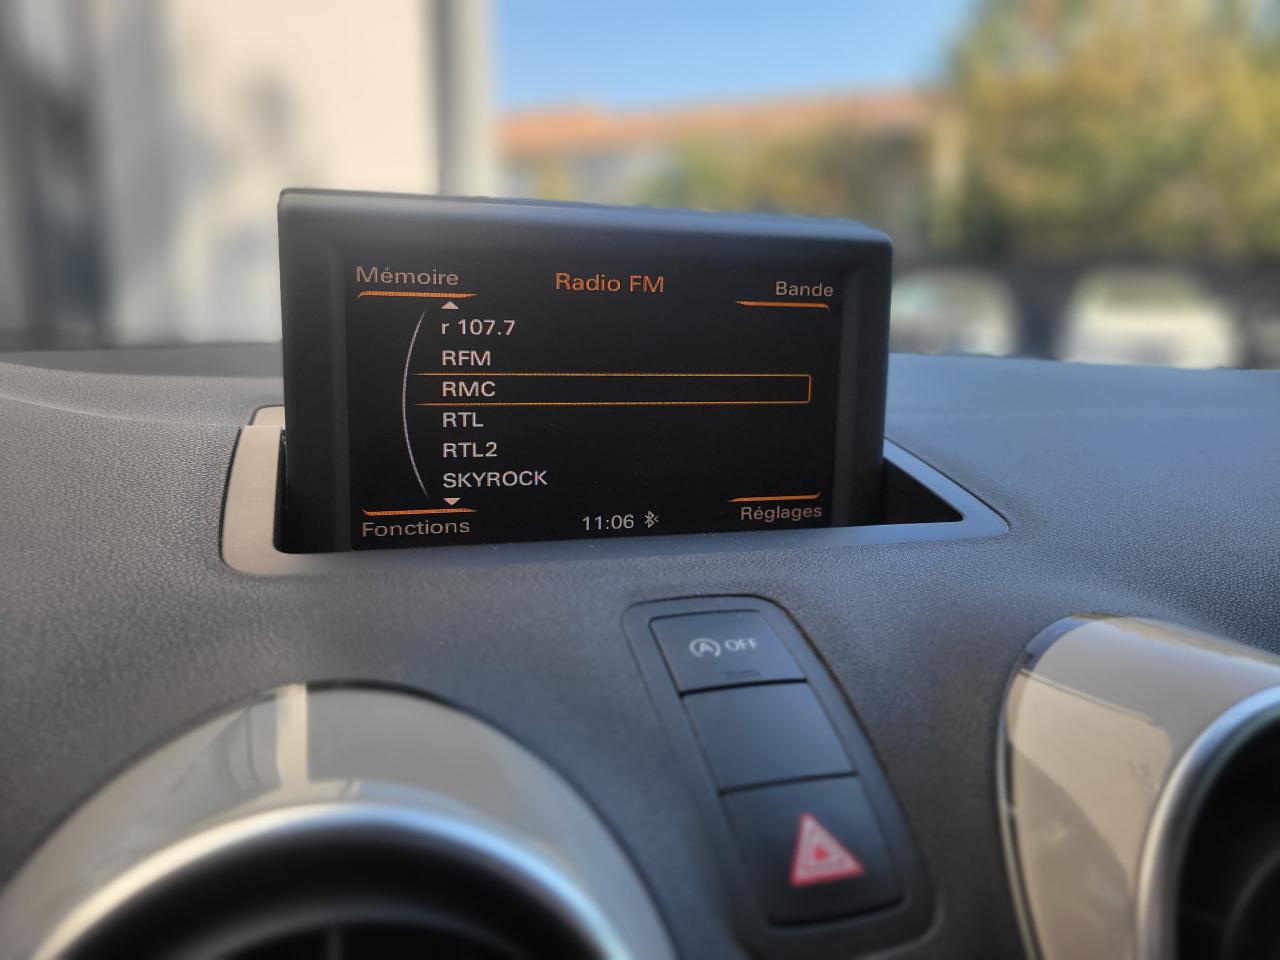 Mémoire
Radio FM
Bande
r 107.7
RFM
RMC
RTL
RTL2
SKYROCK
Fonctions
11:06
Réglages
A OFF